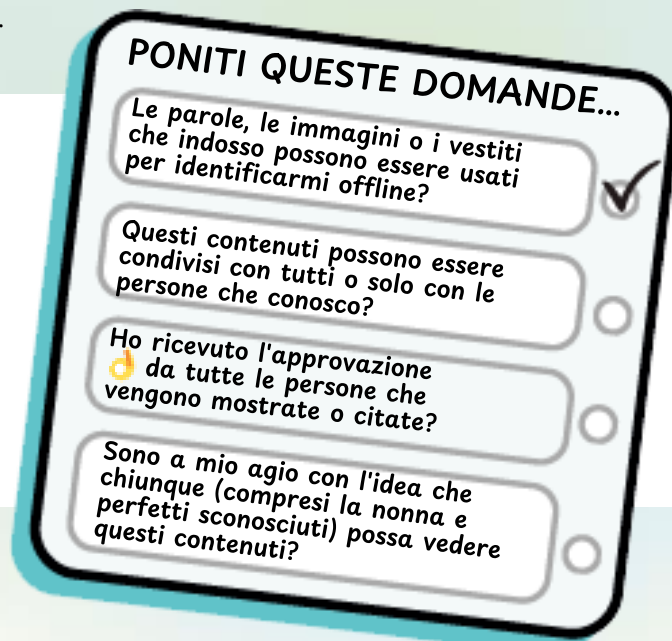 PONITI QUESTE DOMANDE...
Le parole, le immagini o i vestiti
che indosso possono essere usati
per identificarmi offline?
Questi contenuti possono essere
condivisi con tutti o solo con le
persone che conosco?
Ho ricevuto l'approvazione
👌 da tutte le persone che
vengono mostrate o citate?
Sono a mio agio con l'idea che
chiunque (compresi la nonna e
perfetti sconosciuti) possa vedere
questi contenuti?